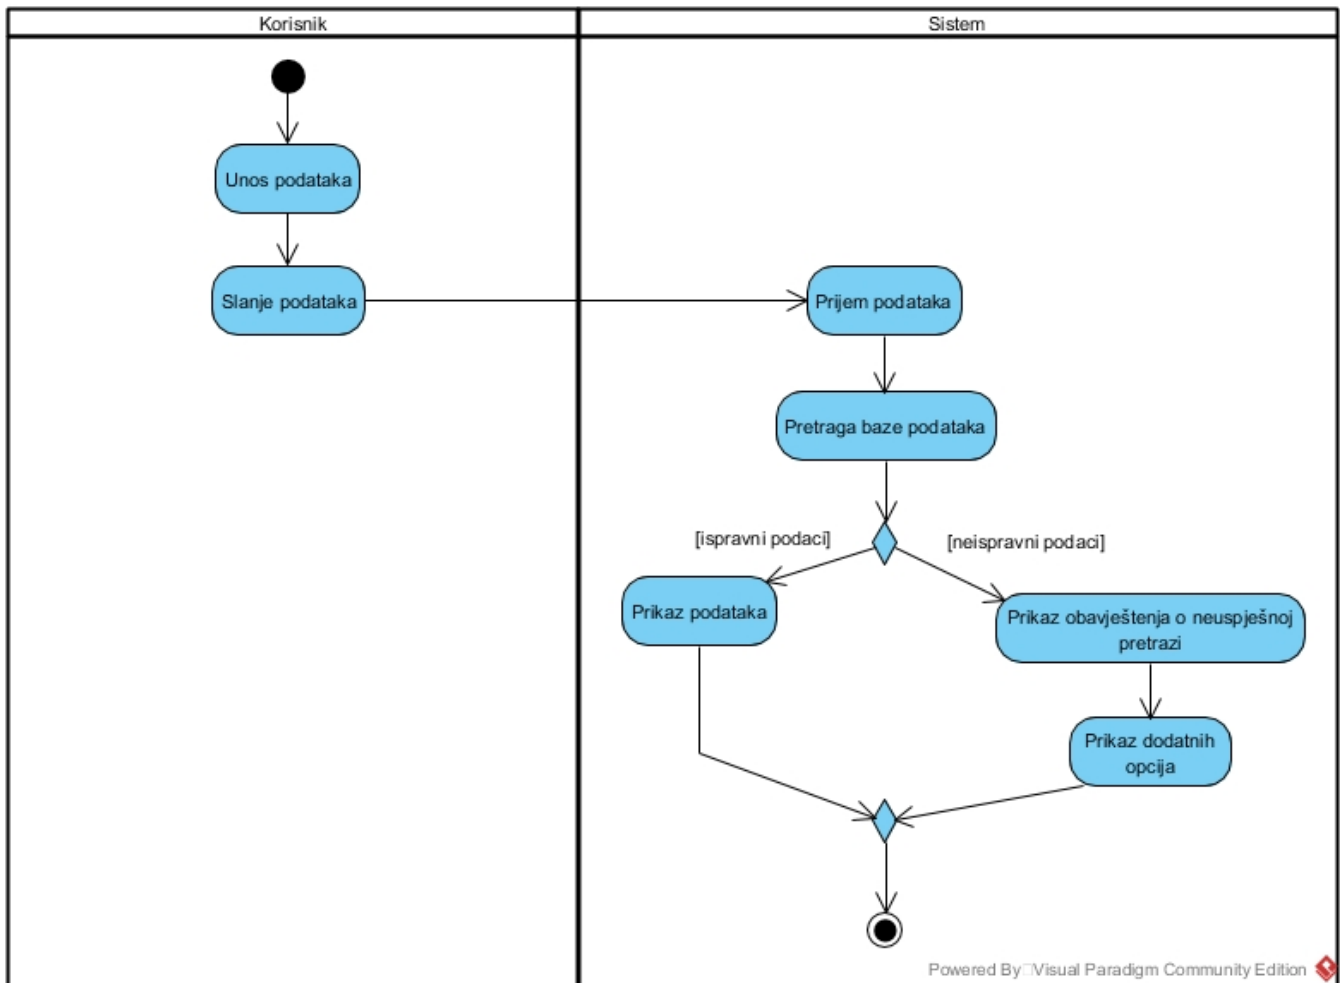 Korisnik
Sistem
Unos podataka
Slanje podataka
Prijem podataka
Pretraga baze podataka
[ispravni podaci]
[neispravni podaci]
Prikaz podataka
Prikaz obavještenja o neuspješnoj
pretrazi
Prikaz dodatnih
opcija
Powered By Visual Paradigm Community Edition